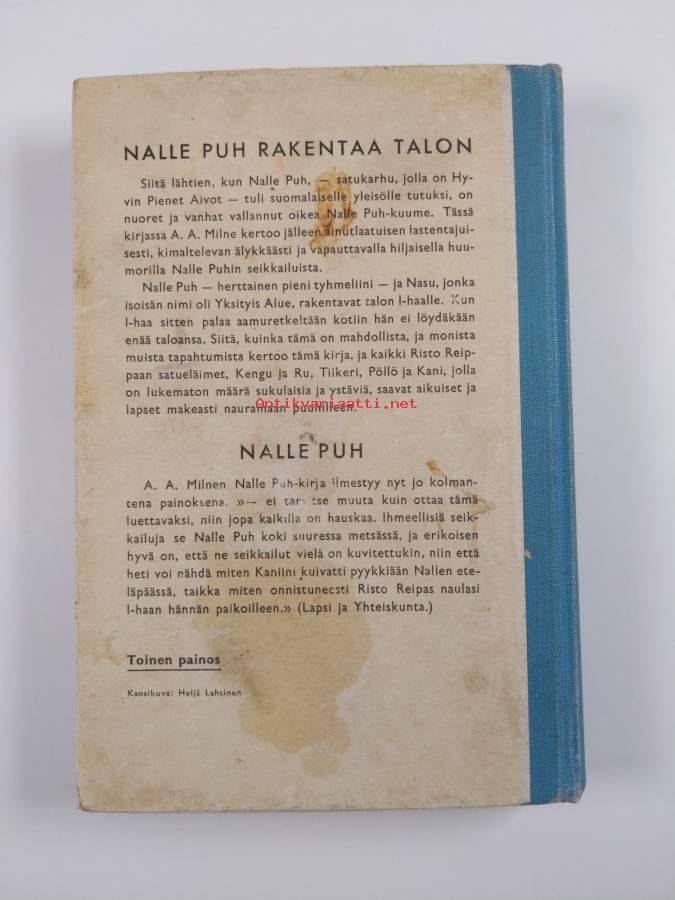 NALLE PUH RAKENTAA TALON
Siitä lähtien, kun Nalle Puh, — satukarhu, jolla on Hy-
vin Pienet Aivot — tuli suomalaiselle yleisölle tutuksi, on
nuoret ja vanhat vallannut oikea Nalle Puh-kuume. Tässä
kirjassa A. A. Milne kertoo jälleen ainutlaatuisen lastentajui-
sesti, kimaltelevan älykkäästi ja vapauttavalla hiljaisella huu-
morilla Nalle Puhin seikkailuista.
Nalle Puh — herttainen pieni tyhmeliini — ja Nasu, jonka
isoisän nimi oli Yksityis Alue, rakentavat talon I-haalle. Kun
I-haa sitten palaa aamuretkeltään kotiin hän ei löydäkään
enää taloansa. Siitä, kuinka tämä on mahdollista, ja monista
muista tapahtumista kertoo tämä kirja, ja kaikki Risto Reip-
paan satueläimet, Kengu ja Ru, Tiikeri, Pöllö ja Kani, jolla
on lukematon määrä sukulaisia ja ystäviä, saavat aikuiset ja
lapset makeasti nauramaan puuhilleen.
Antikvariaatti.net
NALLE PUH
A. A. Milnen Nalle Puh-kirja ilmestyy nyt jo kolman-
tena painoksena. »— ei tarvitse muuta kuin ottaa tämä
luettavaksi, niin jopa kaikilla on hauskaa. Ihmeellisiä seik-
kailuja se Nalle Puh koki suuressa metsässä, ja erikoisen
hyvä on, että ne seikkailut vielä on kuvitettukin, niin että
heti voi nähdä miten Kaniini kuivatti pyykkiään Nallen ete-
läpäässä, taikka miten onnistuneesti Risto Reipas naulasi
I-haan hännän paikoilleen.» (Lapsi ja Yhteiskunta.)
Toinen painos
Kansikuva: Heljä Lahtinen